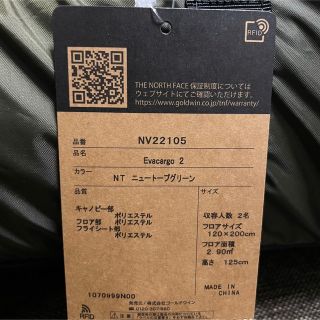 RFID
THE NORTH FACE 保証制度については
ウェブサイトにてご確認いただけます。
https://www.goldwin.co.jp/tnf/warranty/
品番 NV22105
品名 Evacargo 2
カラー NT ニュートープグリーン
品質 サイズ
キャノピー部 ポリエステル
フロア部 ポリエステル
フライシート部 ポリエステル
収容人数 2名
フロアサイズ
120×200cm
フロア面積
2.90㎡
高さ 125cm
1070999N00
MADE IN
CHINA
RFID
発売元/株式会社ゴールドウイン